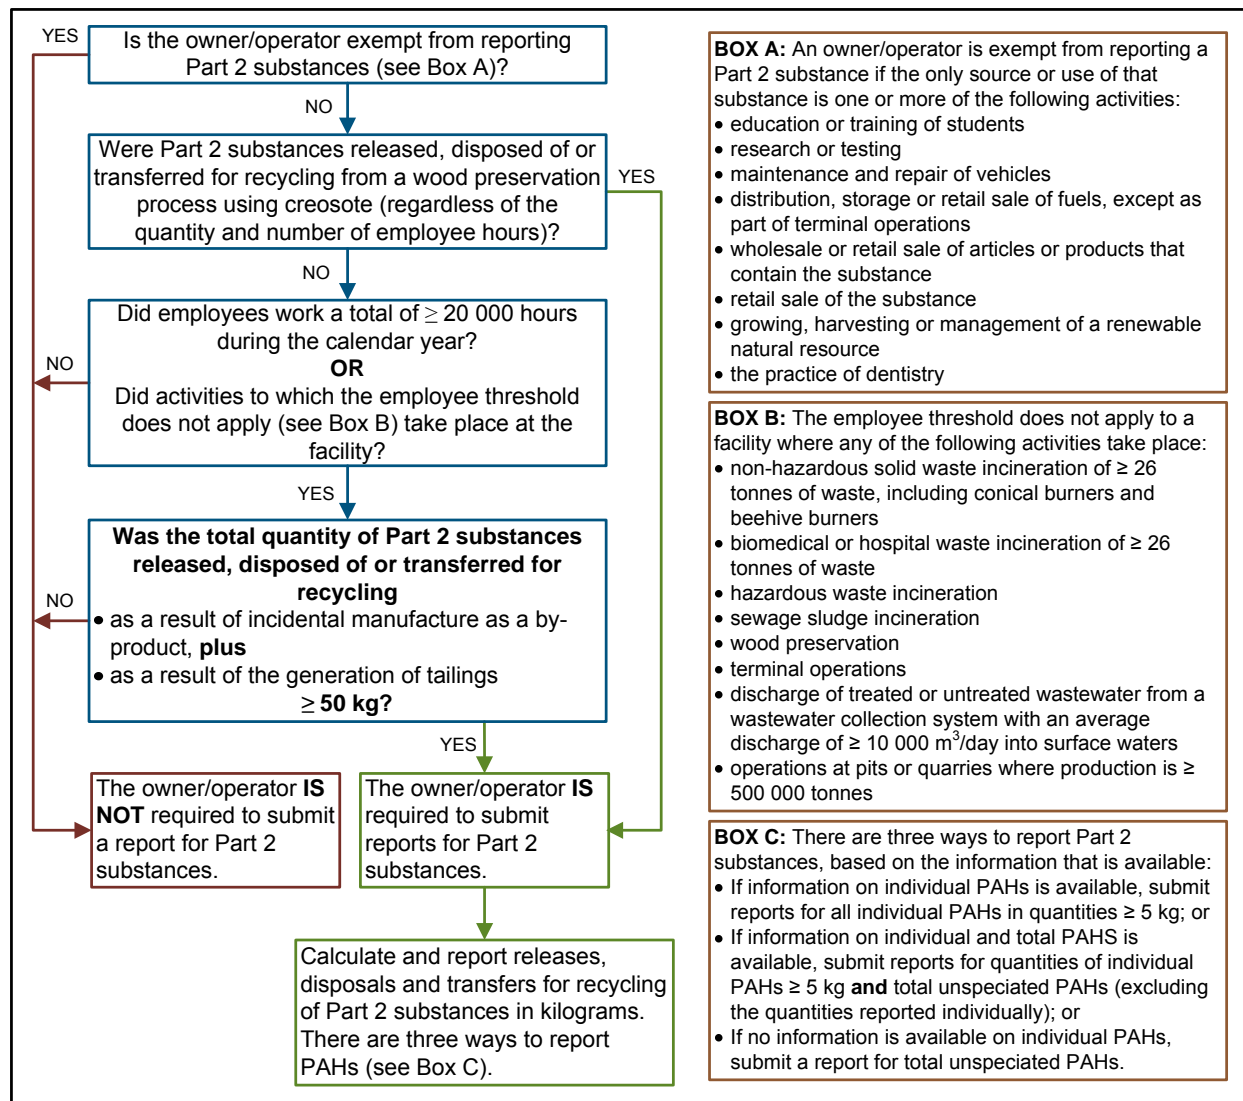 YES
Is the owner/operator exempt from reporting
Part 2 substances (see Box A)?
NO
Were Part 2 substances released, disposed of or
transferred for recycling from a wood preservation
process using creosote (regardless of the
quantity and number of employee hours)?
YES
NO
Did employees work a total of ≥ 20 000 hours
during the calendar year?
OR
Did activities to which the employee threshold
does not apply (see Box B) take place at the
facility?
NO
YES
Was the total quantity of Part 2 substances
released, disposed of or transferred for
recycling
• as a result of incidental manufacture as a by-
product, plus
• as a result of the generation of tailings
≥ 50 kg?
NO
YES
The owner/operator IS
NOT required to submit
a report for Part 2
substances.
The owner/operator IS
required to submit
reports for Part 2
substances.
Calculate and report releases,
disposals and transfers for recycling
of Part 2 substances in kilograms.
There are three ways to report
PAHs (see Box C).
BOX A: An owner/operator is exempt from reporting a
Part 2 substance if the only source or use of that
substance is one or more of the following activities:
• education or training of students
• research or testing
• maintenance and repair of vehicles
• distribution, storage or retail sale of fuels, except as
part of terminal operations
• wholesale or retail sale of articles or products that
contain the substance
• retail sale of the substance
• growing, harvesting or management of a renewable
natural resource
• the practice of dentistry
BOX B: The employee threshold does not apply to a
facility where any of the following activities take place:
• non-hazardous solid waste incineration of ≥ 26
tonnes of waste, including conical burners and
beehive burners
• biomedical or hospital waste incineration of ≥ 26
tonnes of waste
• hazardous waste incineration
• sewage sludge incineration
• wood preservation
• terminal operations
• discharge of treated or untreated wastewater from a
wastewater collection system with an average
discharge of ≥ 10 000 m³/day into surface waters
• operations at pits or quarries where production is ≥
500 000 tonnes
BOX C: There are three ways to report Part 2
substances, based on the information that is available:
• If information on individual PAHs is available, submit
reports for all individual PAHs in quantities ≥ 5 kg; or
• If information on individual and total PAHS is
available, submit reports for quantities of individual
PAHs ≥ 5 kg and total unspeciated PAHs (excluding
the quantities reported individually); or
• If no information is available on individual PAHs,
submit a report for total unspeciated PAHs.